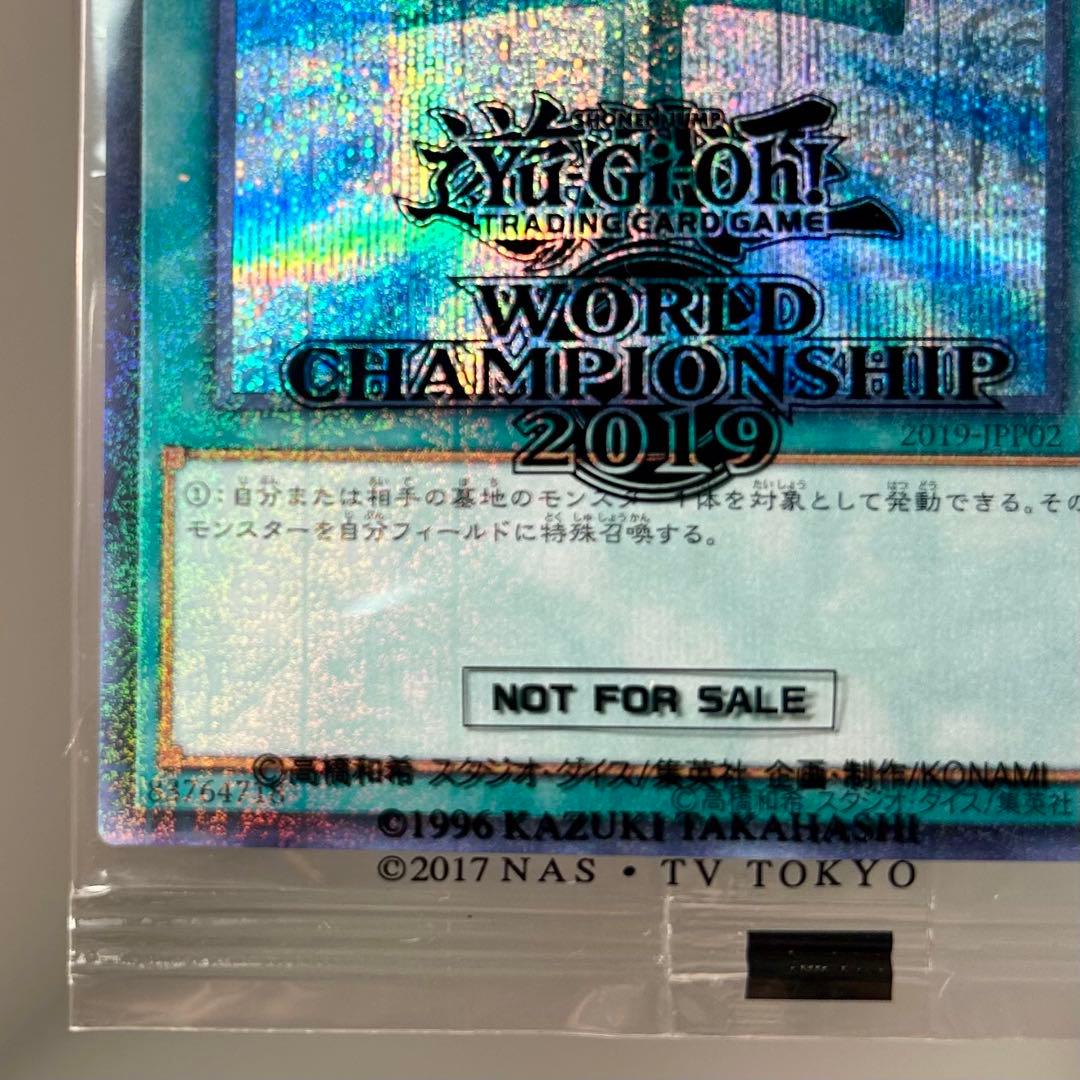 SHONEN JUMP
遊☆戯☆王
Yu-Gi-Oh!
TRADING CARD GAME
WORLD
CHAMPIONSHIP
2019
2019-JPP02
①:自分または相手の墓地のモンスター1体を対象として発動できる。その
モンスターを自分フィールドに特殊召喚する。
NOT FOR SALE
©高橋和希 スタジオ・ダイス/集英社 企画・制作/KONAMI
83764718
©高橋和希 スタジオ・ダイス/集英社
©1996 KAZUKI TAKAHASHI
©2017 NAS • TV TOKYO